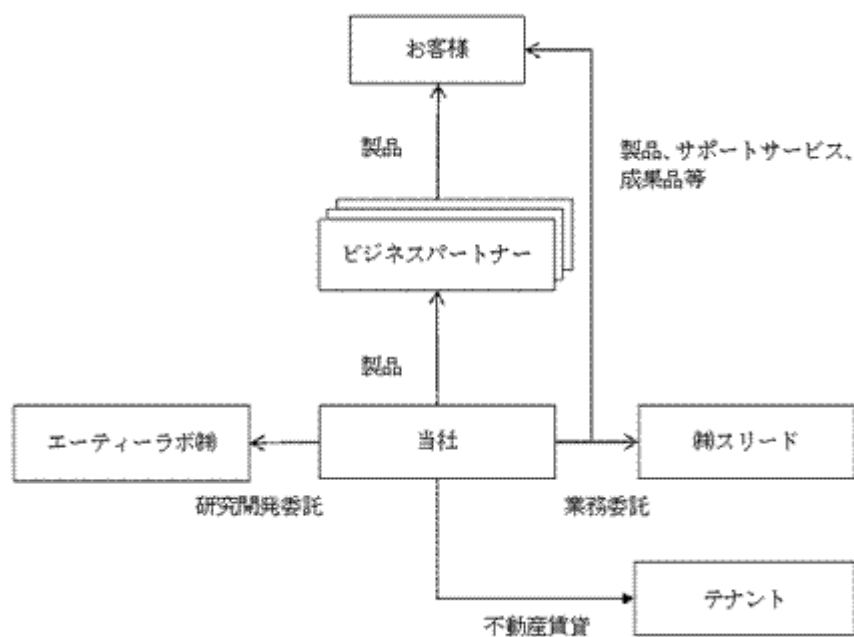 お客様
製品
製品、サポートサービス、
成果品等
ビジネスパートナー
製品
エーティーラボ㈱
当社
㈱スリード
研究開発委託
業務委託
テナント
不動産賃貸